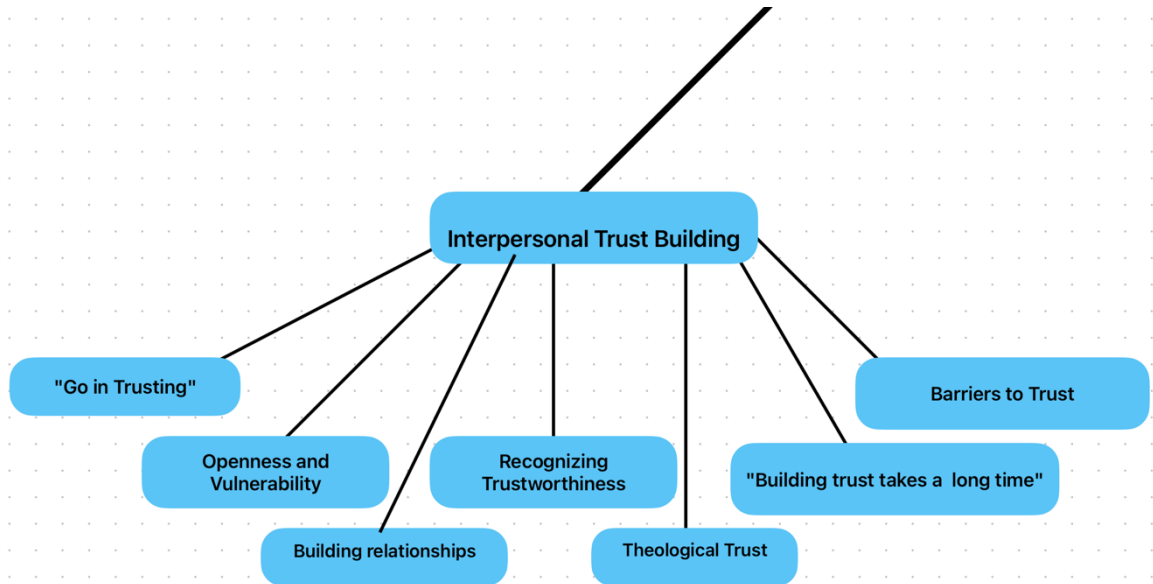 Interpersonal Trust Building
"Go in Trusting"
Barriers to Trust
Openness and
Vulnerability
Recognizing
Trustworthiness
"Building trust takes a  long time"
Building relationships
Theological Trust